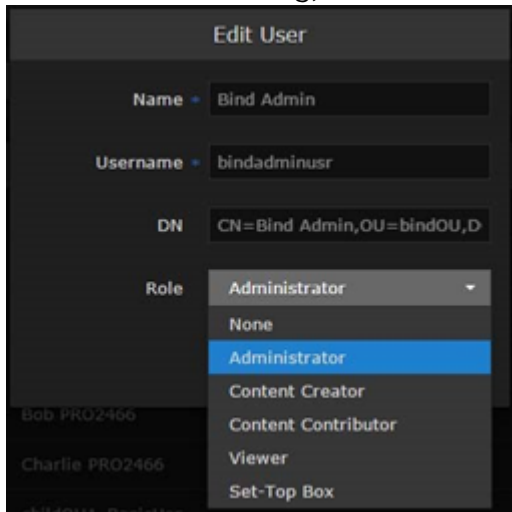 Edit User
Name • Bind Admin
Username • bindadminusr
DN CN=Bind Admin,OU=bindOU,D
Role Administrator
None
Administrator
Content Creator
Content Contributor
Bob PRO2466
Viewer
Charlie PRO2466
Set-Top Box